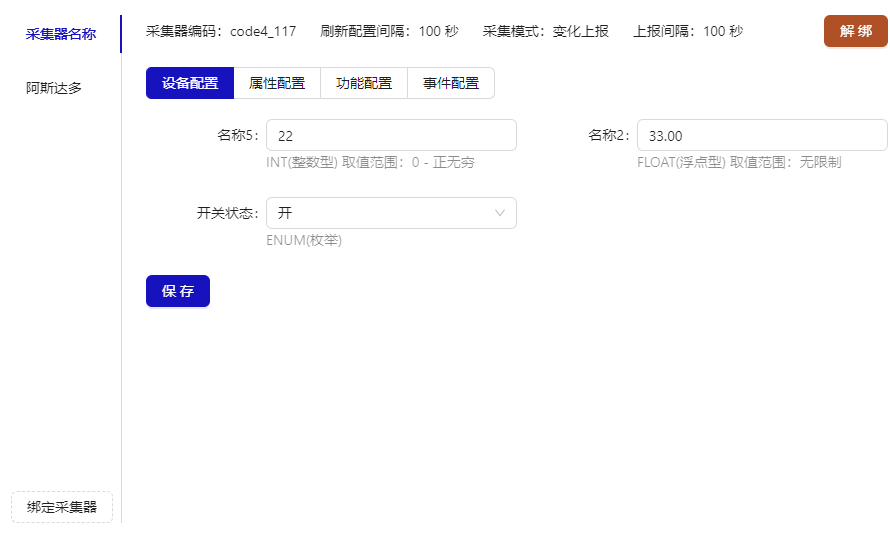 采集器名称
阿斯达多
绑定采集器
采集器编码：code4_117 刷新配置间隔：100 秒 采集模式：变化上报 上报间隔：100 秒 解 绑
设备配置 属性配置 功能配置 事件配置
名称5： 22 名称2： 33.00
INT(整数型) 取值范围：0 - 正无穷 FLOAT(浮点型) 取值范围：无限制
开关状态： 开
ENUM(枚举)
保 存